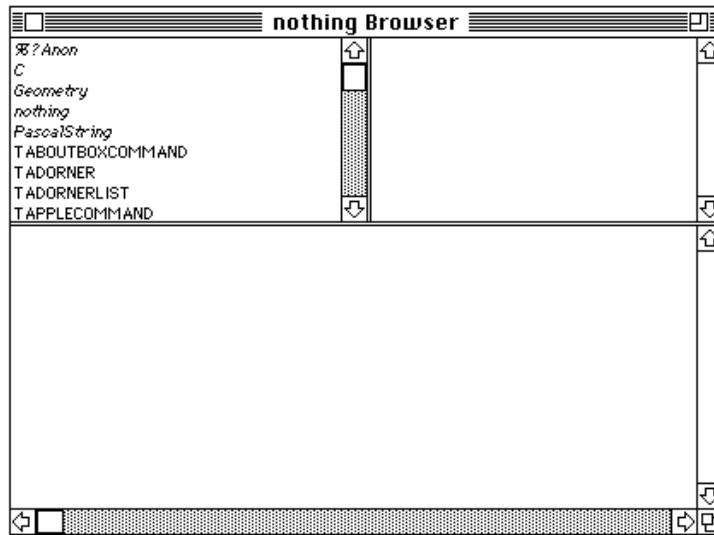 nothing Browser
%?Anon
C
Geometry
nothing
PascalString
TABOUTBOXCOMMAND
TADORNER
TADORNERLIST
TAPPLECOMMAND